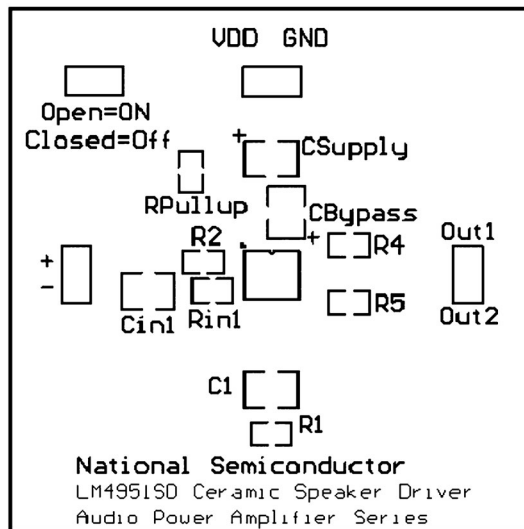 VDD GND
Open=ON
Closed=Off
+
CSupply
RPullup
CBypass
+
R2
R4
Out1
+
-
Cin1
Rin1
R5
Out2
C1
R1
National Semiconductor
LM4951SD Ceramic Speaker Driver
Audio Power Amplifier Series